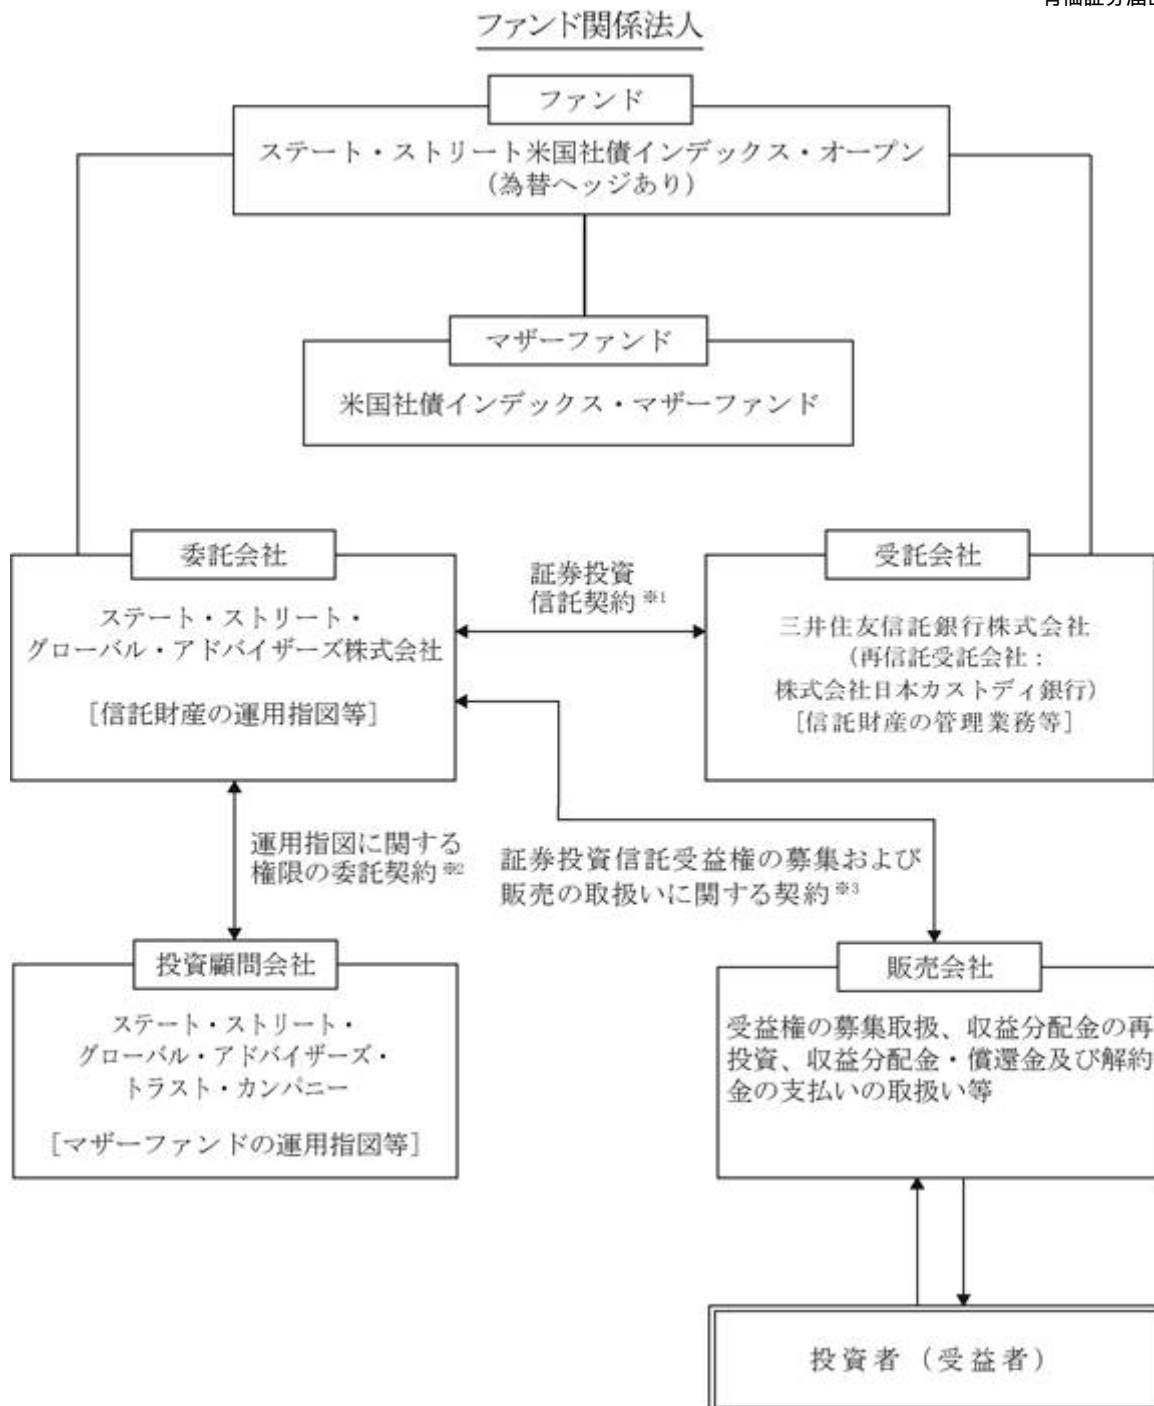 ファンド関係法人
ファンド
ステート・ストリート米国社債インデックス・オープン
（為替ヘッジあり）
マザーファンド
米国社債インデックス・マザーファンド
委託会社
ステート・ストリート・
グローバル・アドバイザーズ株式会社
［信託財産の運用指図等］
証券投資
信託契約※1
受託会社
三井住友信託銀行株式会社
（再信託受託会社：
株式会社日本カストディ銀行）
［信託財産の管理業務等］
運用指図に関する
権限の委託契約※2
証券投資信託受益権の募集および
販売の取扱いに関する契約※3
投資顧問会社
ステート・ストリート・
グローバル・アドバイザーズ・
トラスト・カンパニー
［マザーファンドの運用指図等］
販売会社
受益権の募集取扱、収益分配金の再
投資、収益分配金・償還金及び解約
金の支払いの取扱い等
投資者（受益者）